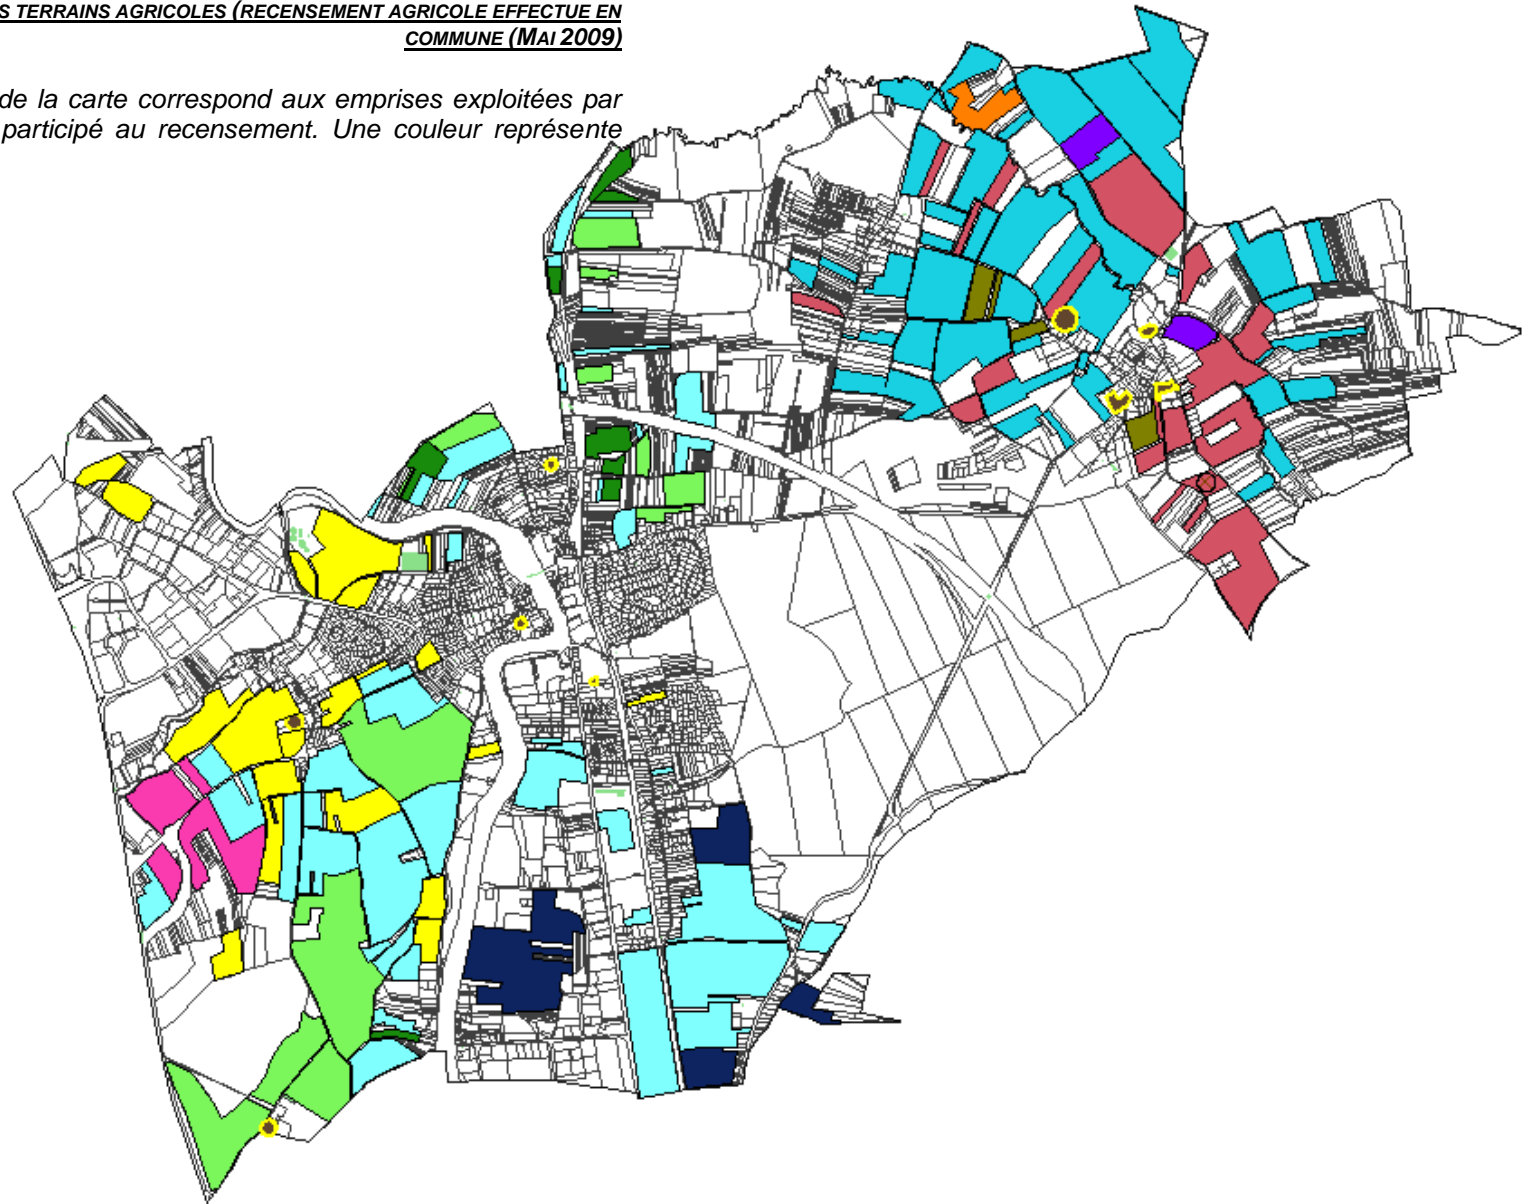 S TERRAINS AGRICOLES (RECENSEMENT AGRICOLE EFFECTUE EN
COMMUNE (MAI 2009)
de la carte correspond aux emprises exploitées par
participé au recensement. Une couleur représente